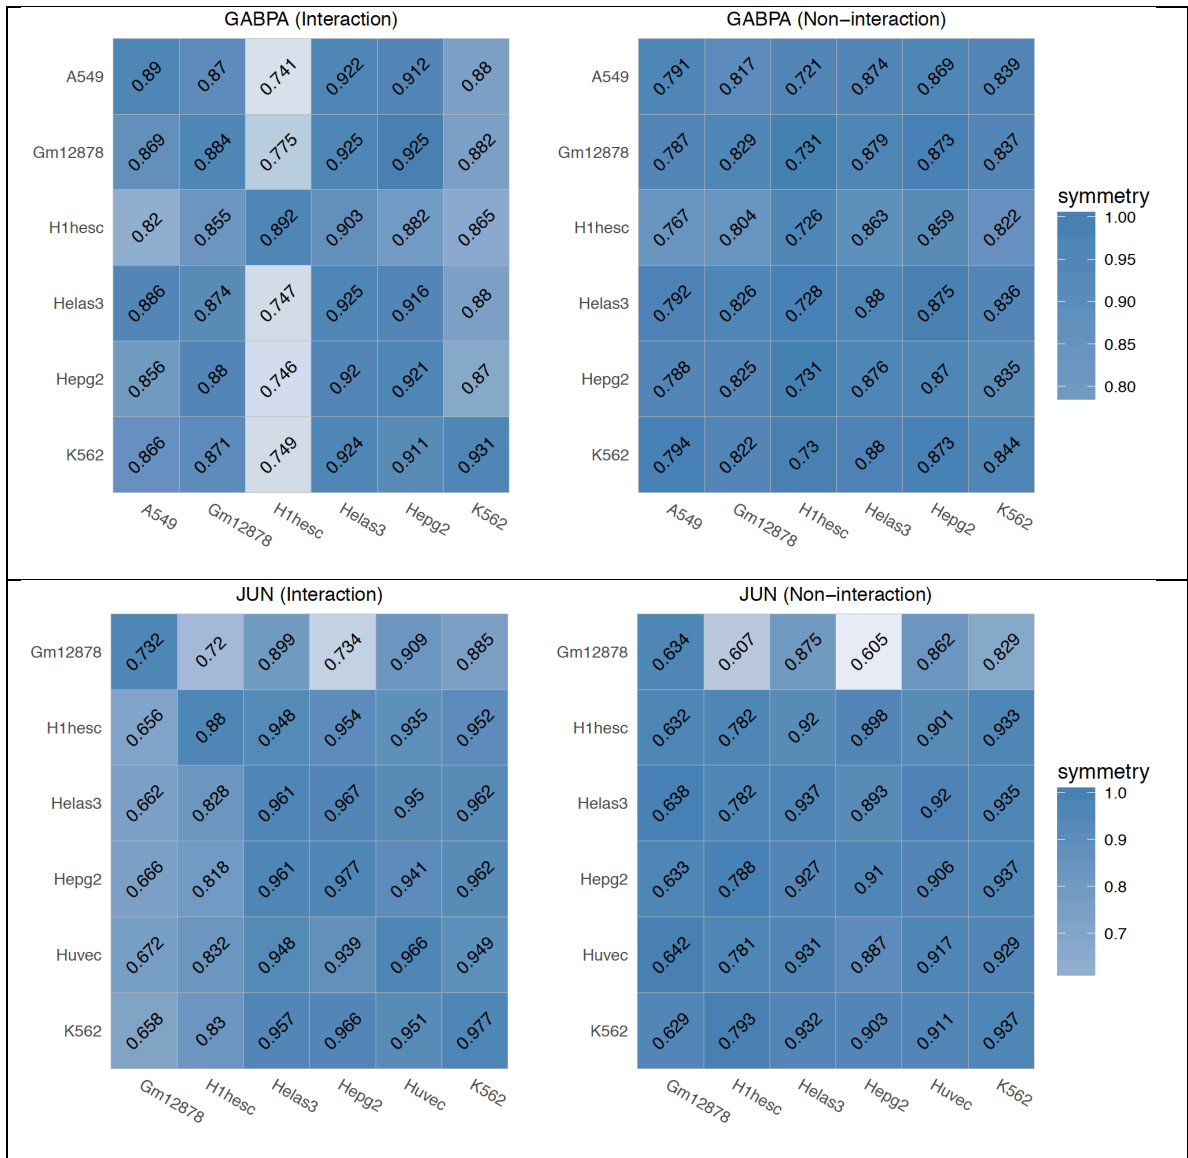 GABPA (Interaction)
GABPA (Non−interaction)
A549 0.89 0.87 0.741 0.922 0.912 0.88
A549 0.791 0.817 0.721 0.874 0.869 0.839
Gm12878 0.869 0.884 0.775 0.925 0.925 0.882
Gm12878 0.787 0.829 0.731 0.879 0.873 0.837
H1hesc 0.82 0.855 0.892 0.903 0.882 0.865
H1hesc 0.767 0.804 0.726 0.863 0.859 0.822
Helas3 0.886 0.874 0.747 0.925 0.916 0.88
Helas3 0.792 0.826 0.728 0.88 0.875 0.836
Hepg2 0.856 0.88 0.746 0.92 0.921 0.87
Hepg2 0.788 0.825 0.731 0.876 0.87 0.835
K562 0.866 0.871 0.749 0.924 0.911 0.931
K562 0.794 0.822 0.73 0.88 0.873 0.844
A549 Gm12878 H1hesc Helas3 Hepg2 K562
A549 Gm12878 H1hesc Helas3 Hepg2 K562
symmetry
1.00
0.95
0.90
0.85
0.80
JUN (Interaction)
JUN (Non−interaction)
Gm12878 0.732 0.72 0.899 0.734 0.909 0.885
Gm12878 0.634 0.607 0.875 0.605 0.862 0.829
H1hesc 0.656 0.88 0.948 0.954 0.935 0.952
H1hesc 0.632 0.782 0.92 0.898 0.901 0.933
Helas3 0.662 0.828 0.961 0.967 0.95 0.962
Helas3 0.638 0.782 0.937 0.893 0.92 0.935
Hepg2 0.666 0.818 0.961 0.977 0.941 0.962
Hepg2 0.633 0.788 0.927 0.91 0.906 0.937
Huvec 0.672 0.832 0.948 0.939 0.966 0.949
Huvec 0.642 0.781 0.931 0.887 0.917 0.929
K562 0.658 0.83 0.957 0.966 0.951 0.977
K562 0.629 0.793 0.932 0.903 0.911 0.937
Gm12878 H1hesc Helas3 Hepg2 Huvec K562
Gm12878 H1hesc Helas3 Hepg2 Huvec K562
symmetry
1.0
0.9
0.8
0.7